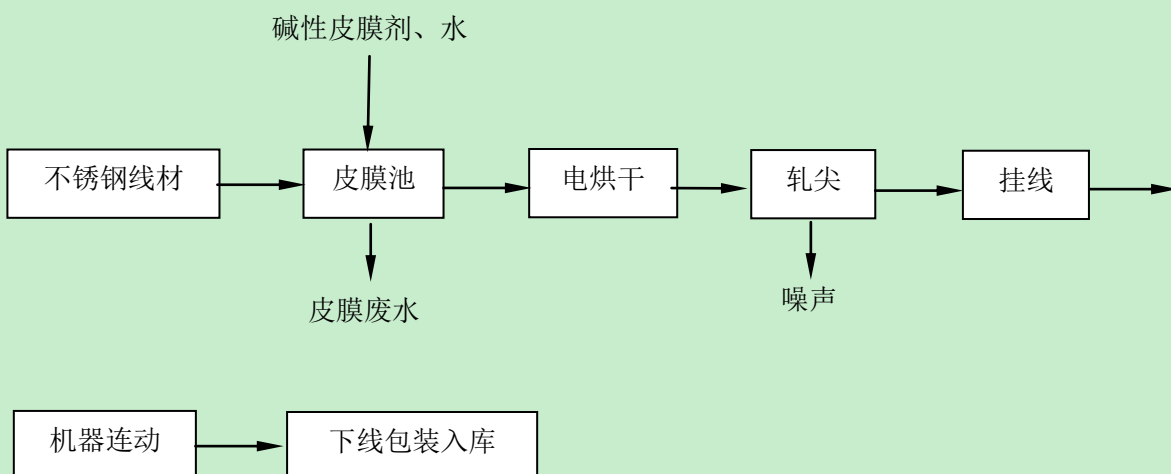 碱性皮膜剂、水
不锈钢线材
皮膜池
电烘干
轧尖
挂线
皮膜废水
噪声
机器连动
下线包装入库